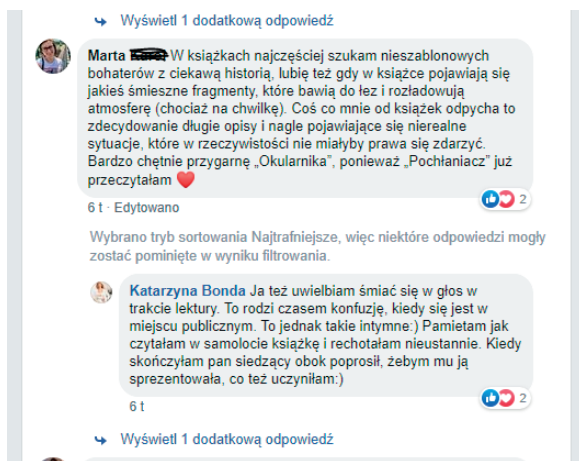 Wyświetl 1 dodatkową odpowiedź
Marta W książkach najczęściej szukam nieszablonowych
bohaterów z ciekawą historią, lubię też gdy w książce pojawiają się
jakieś śmieszne fragmenty, które bawią do łez i rozładowują
atmosferę (chociaż na chwilkę). Coś co mnie od książek odpycha to
zdecydowanie długie opisy i nagle pojawiające się nierealne
sytuacje, które w rzeczywistości nie miałyby prawa się zdarzyć.
Bardzo chętnie przygarnę „Okularnika”, ponieważ „Pochłaniacz” już
przeczytałam ❤️
2
6 t · Edytowano
Wybrano tryb sortowania Najtrafniejsze, więc niektóre odpowiedzi mogły
zostać pominięte w wyniku filtrowania.
Katarzyna Bonda Ja też uwielbiam śmiać się w głos w
trakcie lektury. To rodzi czasem konfuzję, kiedy się jest w
miejscu publicznym. To jednak takie intymne:) Pamietam jak
czytałam w samolocie książkę i rechotałam nieustannie. Kiedy
skończyłam pan siedzący obok poprosił, żebym mu ją
sprezentowała, co też uczyniłam:)
2
6 t
Wyświetl 1 dodatkową odpowiedź